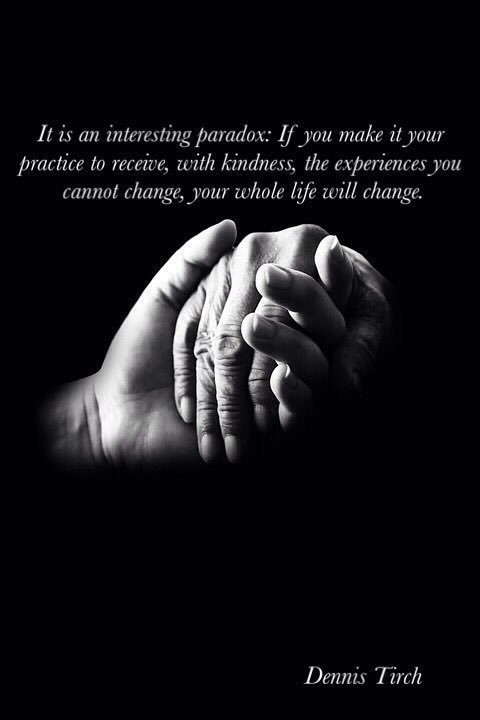 It is an interesting paradox: If you make it your
practice to receive, with kindness, the experiences you
cannot change, your whole life will change.
Dennis Tirch